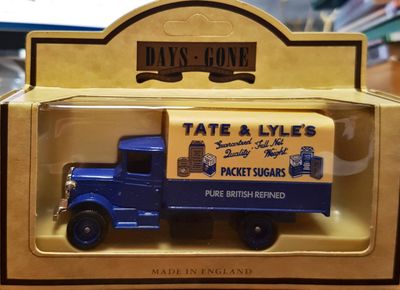 DAYS-GONE
TATE & LYLE'S
Guaranteed Full Net
Quality Weight
PACKET SUGARS
PURE BRITISH REFINED
MADE IN ENGLAND